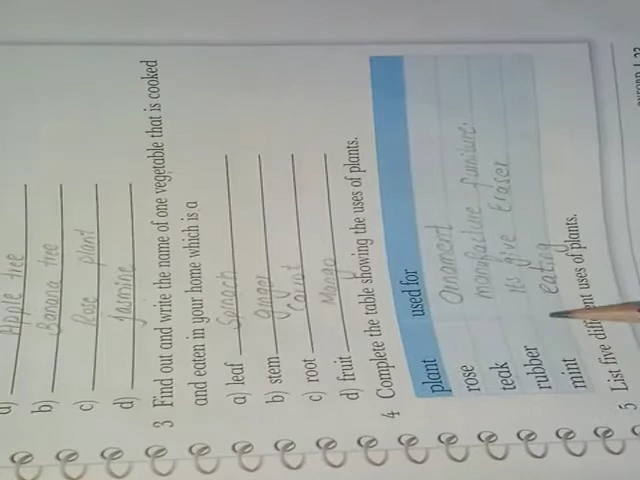 a) Apple tree
b) Banana tree
c) Rose plant
d) Jasmine
3 Find out and write the name of one vegetable that is cooked
and eaten in your home which is a
a) leaf Spinach
b) stem ginger
c) root Carrot
d) fruit Mango
4 Complete the table showing the uses of plants.
plant used for
rose Ornament
teak manufacture furniture.
rubber its give Eraser
mint eating
5 List five different uses of plants.